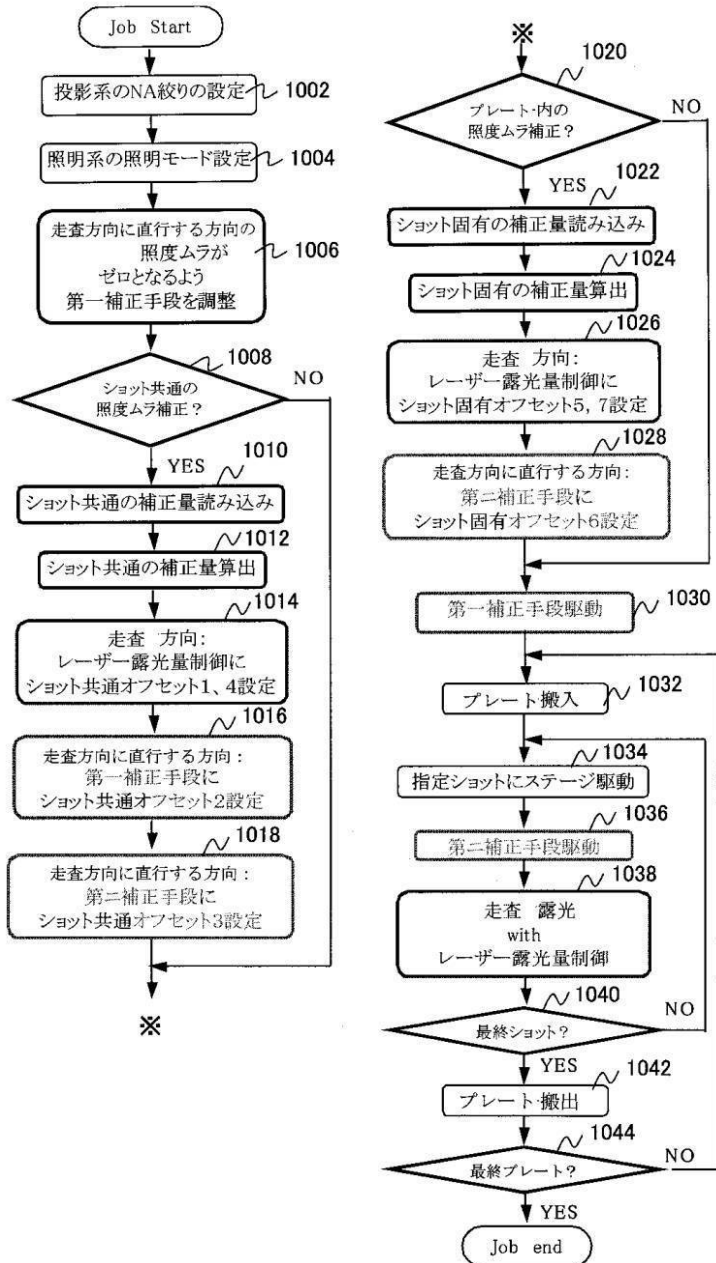 Job Start
投影系のNA絞りの設定
1002
照明系の照明モード設定
1004
走査方向に直行する方向の
照度ムラが
ゼロとなるよう
第一補正手段を調整
1006
1008
ショット共通の
照度ムラ補正？
NO
YES
1010
ショット共通の補正量読み込み
1012
ショット共通の補正量算出
1014
走査 方向：
レーザー露光量制御に
ショット共通オフセット1、4設定
1016
走査方向に直行する方向：
第一補正手段に
ショット共通オフセット2設定
1018
走査方向に直行する方向：
第二補正手段に
ショット共通オフセット3設定
※
※
1020
プレート・内の
照度ムラ補正？
NO
YES
1022
ショット固有の補正量読み込み
1024
ショット固有の補正量算出
1026
走査 方向：
レーザー露光量制御に
ショット固有オフセット5，7設定
1028
走査方向に直行する方向：
第二補正手段に
ショット固有オフセット6設定
第一補正手段駆動
1030
プレート搬入
1032
1034
指定ショットにステージ駆動
1036
第二補正手段駆動
1038
走査 露光
with
レーザー露光量制御
1040
最終ショット？
NO
YES
1042
プレート・搬出
1044
最終プレート？
NO
YES
Job end